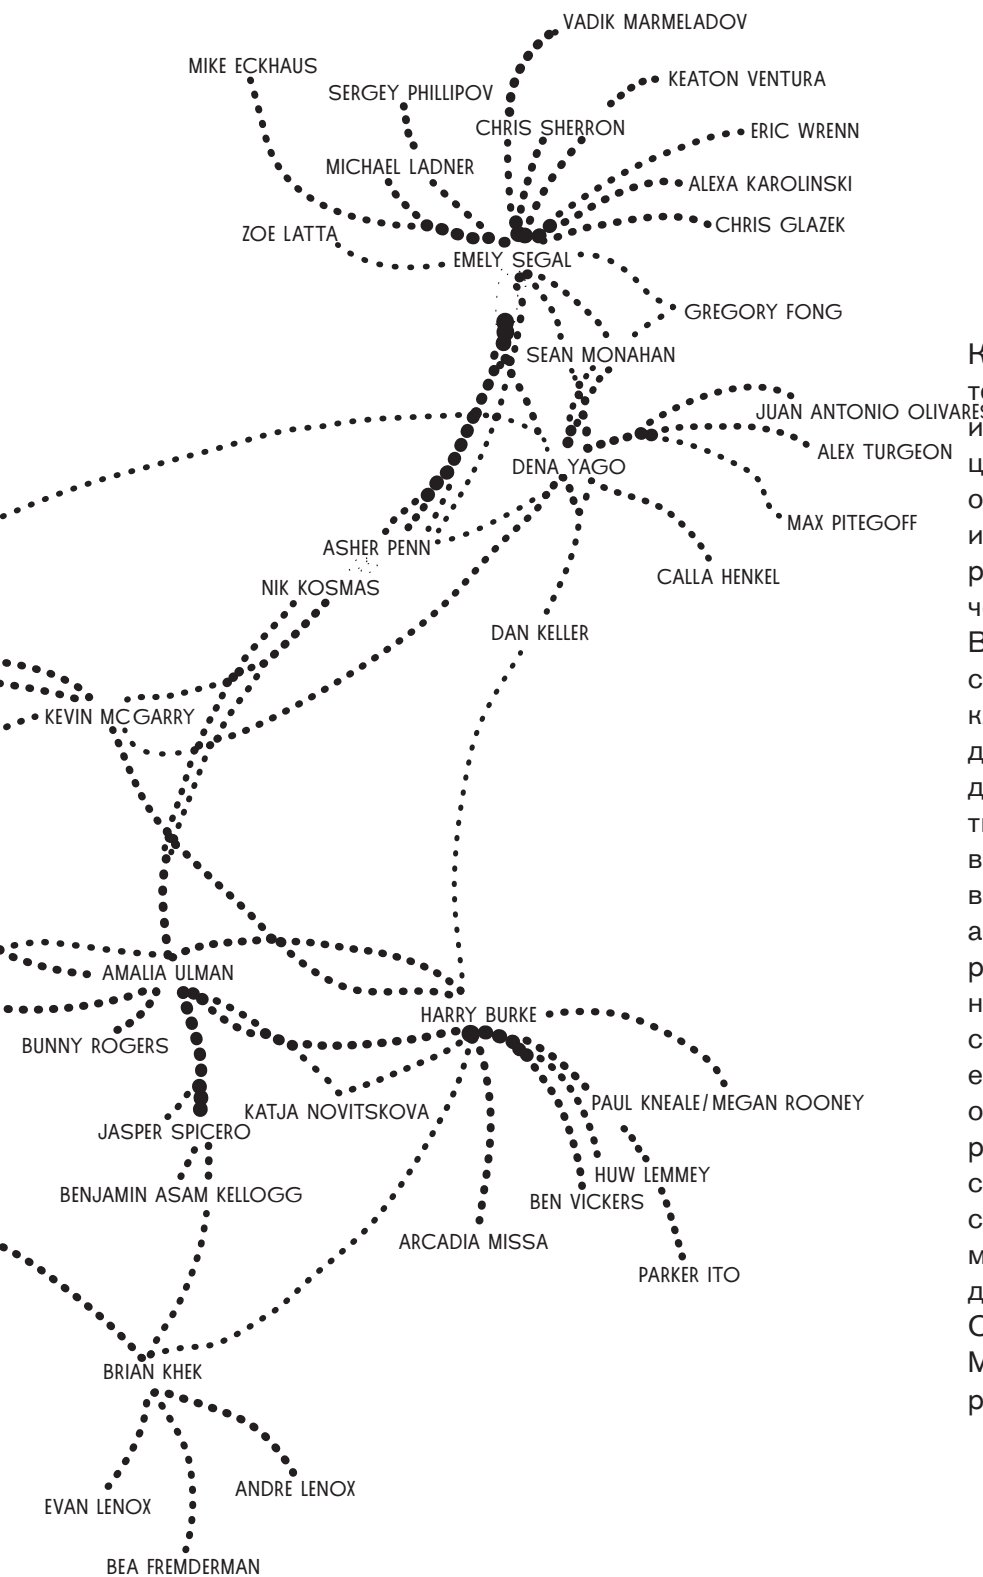 VADIK MARMELADOV
MIKE ECKHAUS
KEATON VENTURA
SERGEY PHILLIPOV
CHRIS SHERRON
ERIC WRENN
MICHAEL LADNER
ALEXA KAROLINSKI
CHRIS GLAZEK
ZOE LATTA
EMELY SEGAL
GREGORY FONG
SEAN MONAHAN
JUAN ANTONIO OLIVARES
ALEX TURGEON
DENA YAGO
MAX PITEGOFF
ASHER PENN
CALLA HENKEL
NIK KOSMAS
DAN KELLER
KEVIN MCGARRY
AMALIA ULMAN
HARRY BURKE
BUNNY ROGERS
PAUL KNEALE/MEGAN ROONEY
KATJA NOVITSKOVA
JASPER SPICERO
HUW LEMMEY
BENJAMIN ASAM KELLOGG
BEN VICKERS
ARCADIA MISSA
PARKER ITO
BRIAN KHEK
ANDRE LENOX
EVAN LENOX
BEA FREMDERMAN